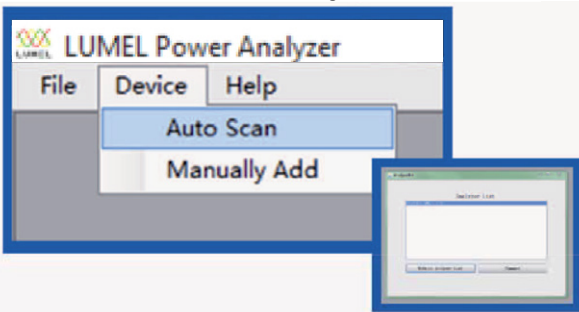 LUMEL LUMEL Power Analyzer
File Device Help
Auto Scan
Manually Add